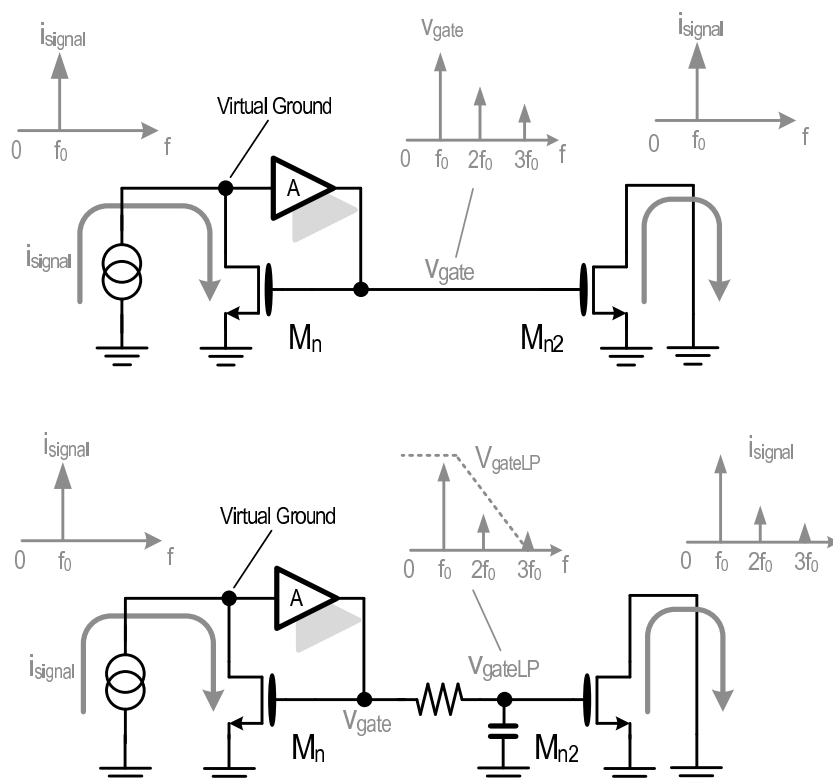 isignal
0 f0 f
Virtual Ground
A
vgate
0 f0 2f0 3f0 f
isignal
0 f0 f
isignal
vgate
Mn
Mn2
isignal
0 f0 f
Virtual Ground
A
VgateLP
0 f0 2f0 3f0 f
isignal
0 f0 2f0 3f0 f
isignal
vgateLP
vgate
Mn
Mn2